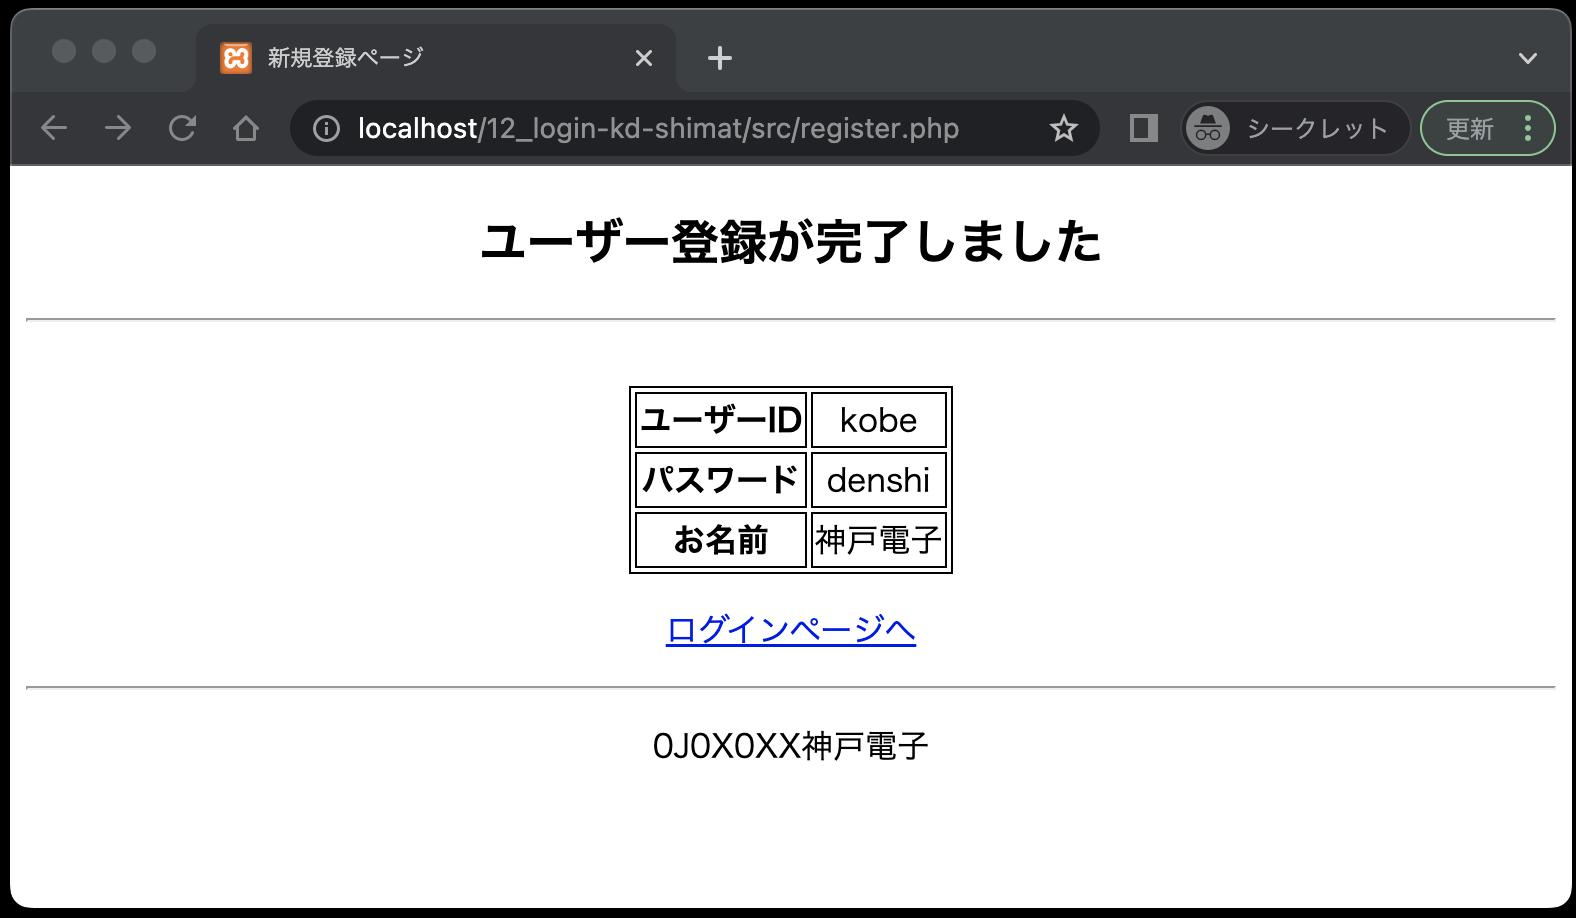 新規登録ページ
localhost/12_login-kd-shimat/src/register.php
シークレット
更新
ユーザー登録が完了しました
ユーザーID kobe
パスワード denshi
お名前 神戸電子
ログインページへ
0J0X0XX神戸電子